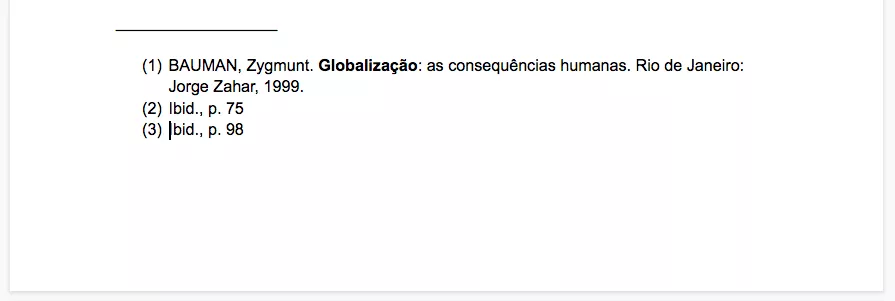 (1) BAUMAN, Zygmunt. Globalização: as consequências humanas. Rio de Janeiro:
Jorge Zahar, 1999.
(2) Ibid., p. 75
(3) Ibid., p. 98